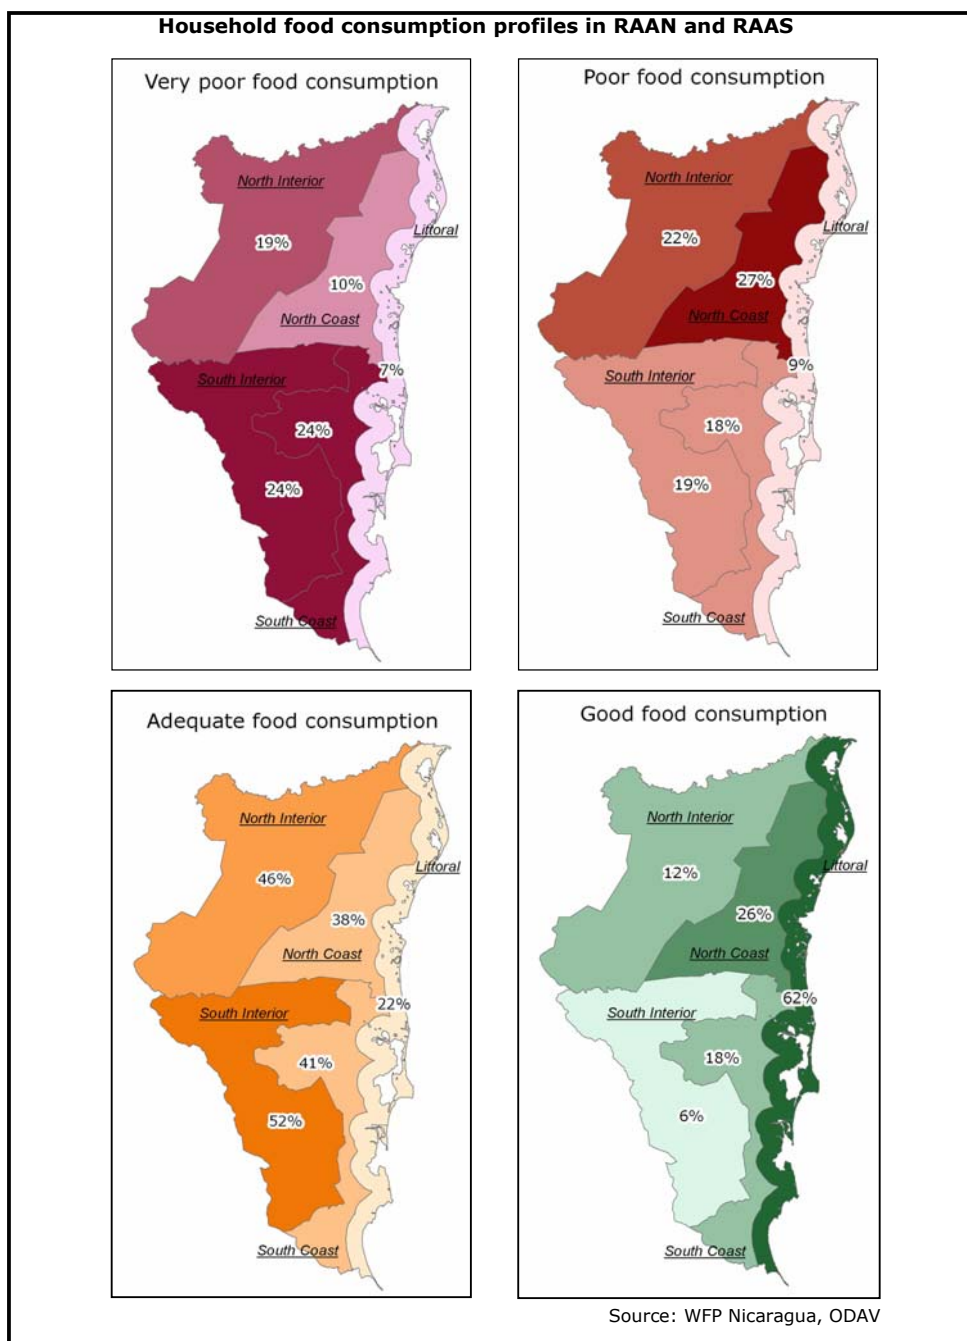 Household food consumption profiles in RAAN and RAAS
Very poor food consumption
North Interior
Littoral
19%
10%
North Coast
7%
South Interior
24%
24%
South Coast
Poor food consumption
North Interior
Littoral
22%
27%
North Coast
9%
South Interior
18%
19%
South Coast
Adequate food consumption
North Interior
Littoral
46%
38%
North Coast
22%
South Interior
41%
52%
South Coast
Good food consumption
North Interior
Littoral
12%
26%
North Coast
62%
South Interior
18%
6%
South Coast
Source: WFP Nicaragua, ODAV